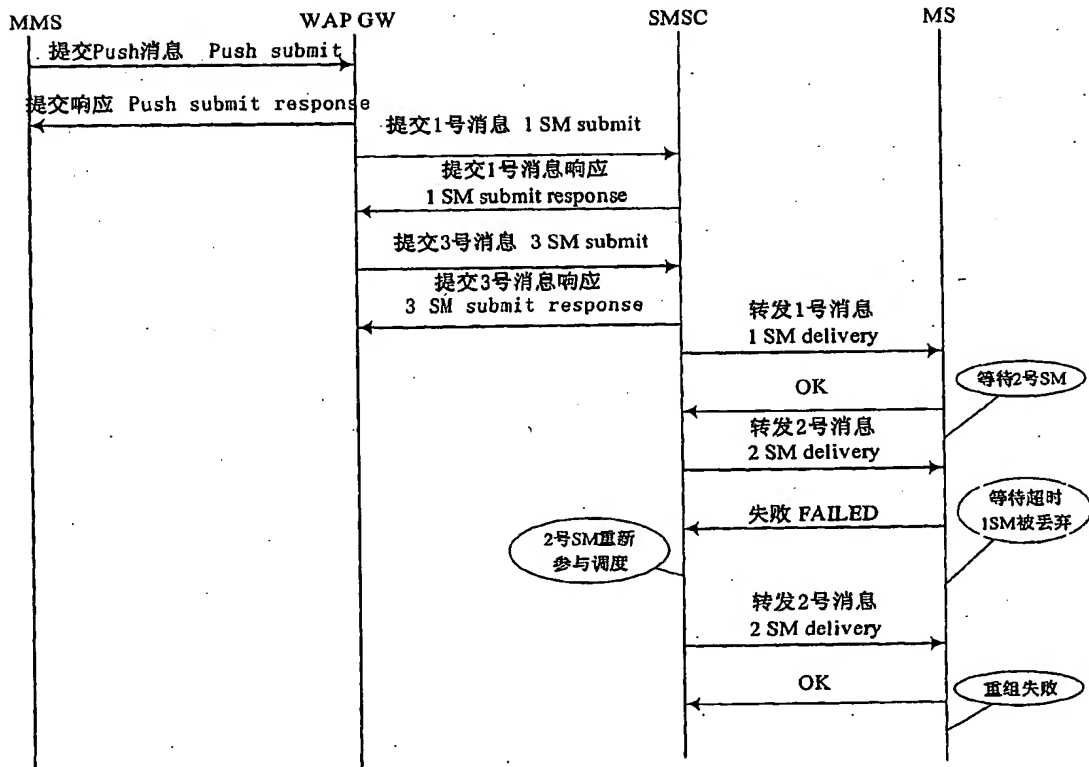 MMS
WAP GW
SMSC
MS
提交Push消息 Push submit
提交响应 Push submit response
提交1号消息 1 SM submit
提交1号消息响应
1 SM submit response
提交3号消息 3 SM submit
提交3号消息响应
3 SM submit response
转发1号消息
1 SM delivery
OK
等待2号SM
转发2号消息
2 SM delivery
失败 FAILED
等待超时
1SM被丢弃
2号SM重新
参与调度
转发2号消息
2 SM delivery
OK
重组失败